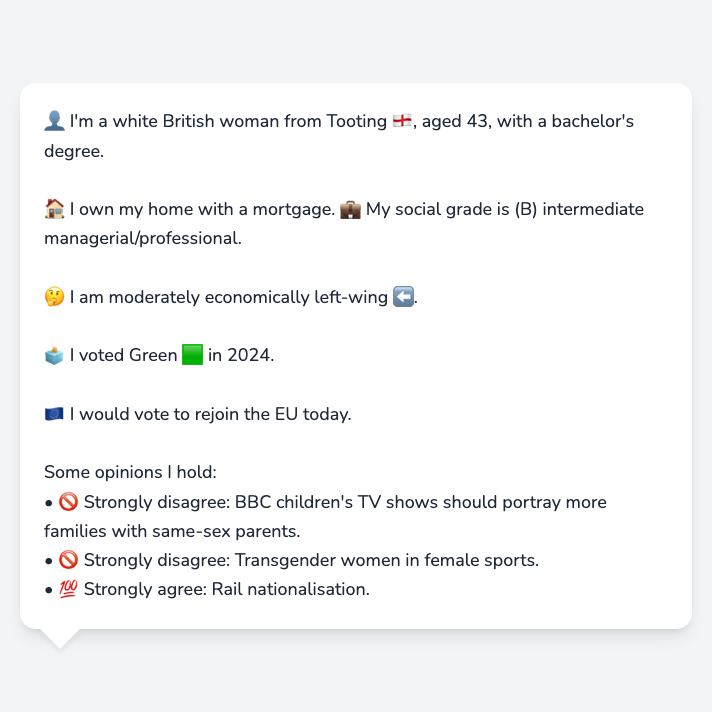 👤 I'm a white British woman from Tooting 🏴󠁧󠁢󠁥󠁮󠁧󠁿, aged 43, with a bachelor's
degree.
🏠 I own my home with a mortgage. 💼 My social grade is (B) intermediate
managerial/professional.
🤔 I am moderately economically left-wing ⬅️.
🗳️ I voted Green 🟩 in 2024.
🇪🇺 I would vote to rejoin the EU today.
Some opinions I hold:
• 🚫 Strongly disagree: BBC children's TV shows should portray more
families with same-sex parents.
• 🚫 Strongly disagree: Transgender women in female sports.
• 💯 Strongly agree: Rail nationalisation.